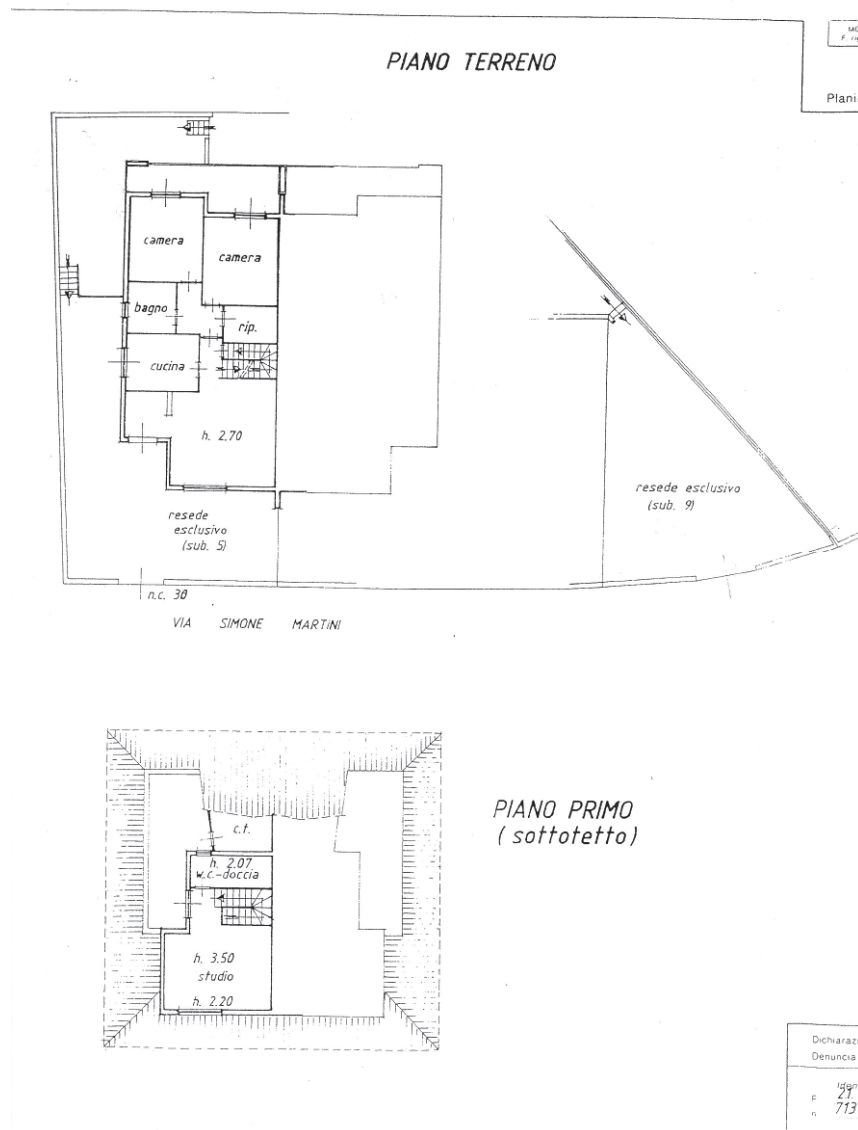 PIANO TERRENO
Plani
camera
camera
bagno
rip.
cucina
h. 2.70
resede
esclusivo
(sub. 5)
resede esclusivo
(sub. 9)
n.c. 30
VIA SIMONE MARTINI
PIANO PRIMO
(sottotetto)
c.t.
h. 2.07
w.c.-doccia
h. 3.50
studio
h. 2.20
Dichiaraz
Denuncia
Iden
21
713